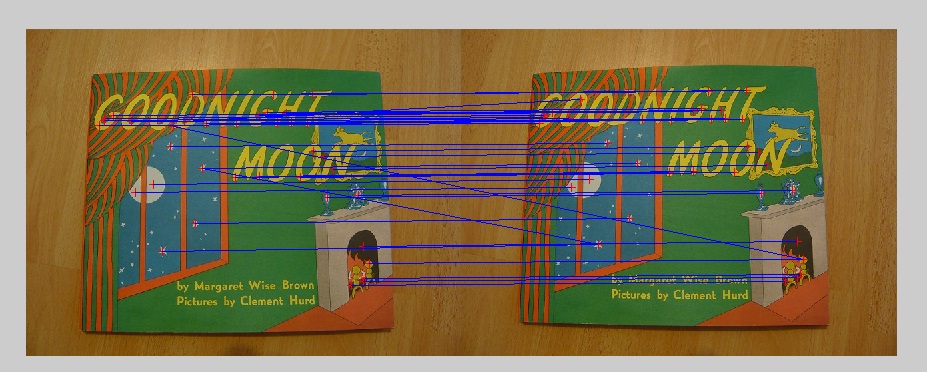 GOODNIGHT
MOON
by Margaret Wise Brown
Pictures by Clement Hurd
GOODNIGHT
MOON
by Margaret Wise Brown
Pictures by Clement Hurd